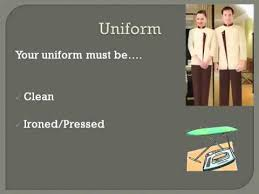 Uniform
Your uniform must be....
Clean
Ironed/Pressed